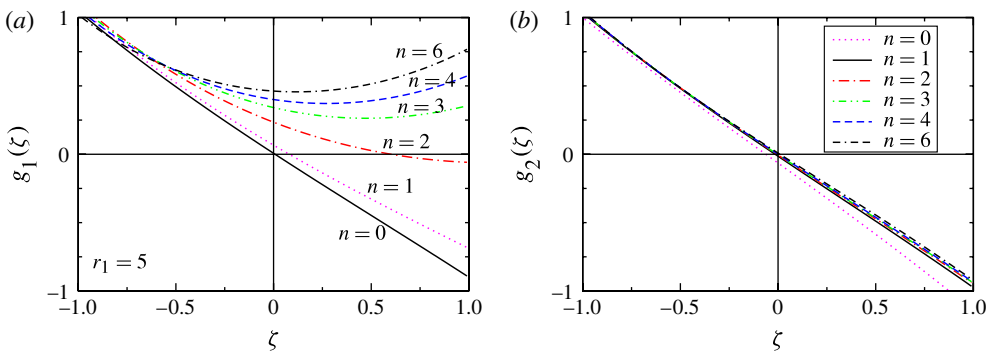 (a)
1
0
−1
g₁(ζ)
n = 6
n = 4
n = 3
n = 2
n = 1
n = 0
r₁ = 5
−1.0 −0.5 0 0.5 1.0
ζ
(b)
1
0
−1
g₂(ζ)
n = 0
n = 1
n = 2
n = 3
n = 4
n = 6
−1.0 −0.5 0 0.5 1.0
ζ